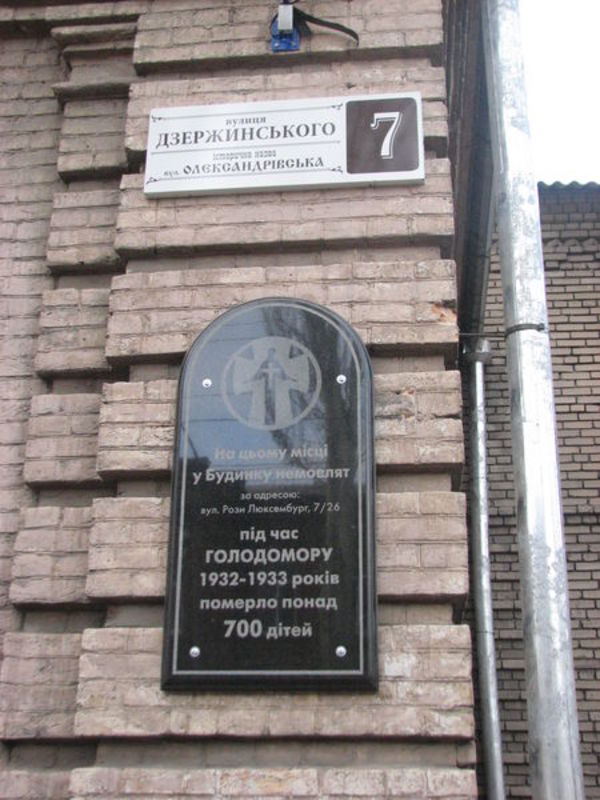 вулиця
ДЗЕРЖИНСЬКОГО
історична назва
вул. ОЛЕКСАНДРІВСЬКА
7
На цьому місці
у Будинку немовлят
за адресою:
вул. Рози Люксембург, 7/26
під час
ГОЛОДОМОРУ
1932-1933 років
померло понад
700 дітей